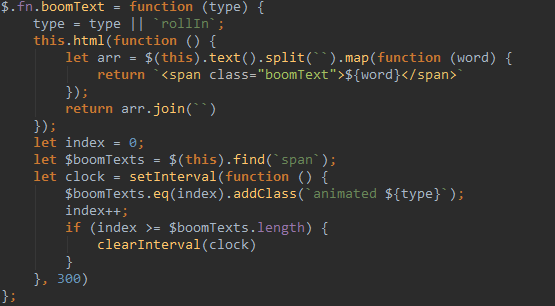 $.fn.boomText = function (type) {
    type = type || `rollIn`;
    this.html(function () {
        let arr = $(this).text().split(``).map(function (word) {
            return `<span class="boomText">${word}</span>`
        });
        return arr.join(``)
    });
    let index = 0;
    let $boomTexts = $(this).find(`span`);
    let clock = setInterval(function () {
        $boomTexts.eq(index).addClass(`animated ${type}`);
        index++;
        if (index >= $boomTexts.length) {
            clearInterval(clock)
        }
    }, 300)
};